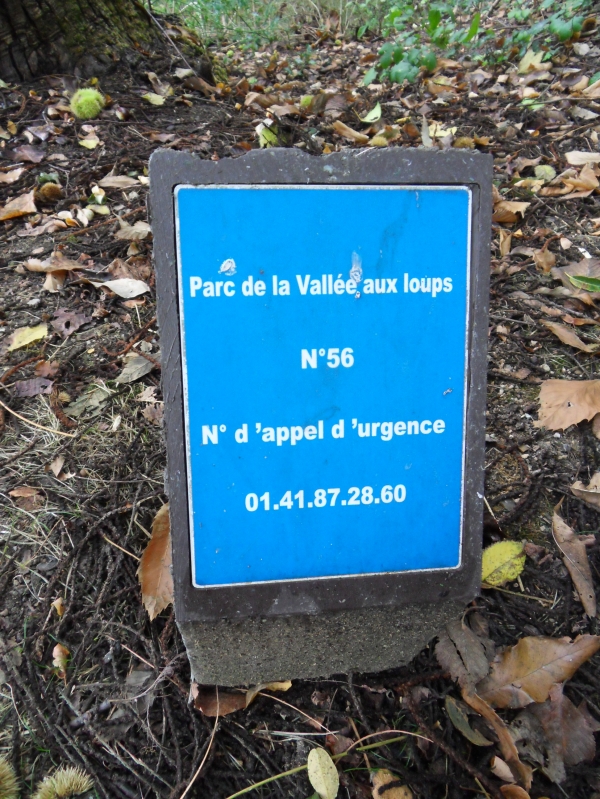 Parc de la Vallée aux loups
N°56
N° d ’appel d ’urgence
01.41.87.28.60